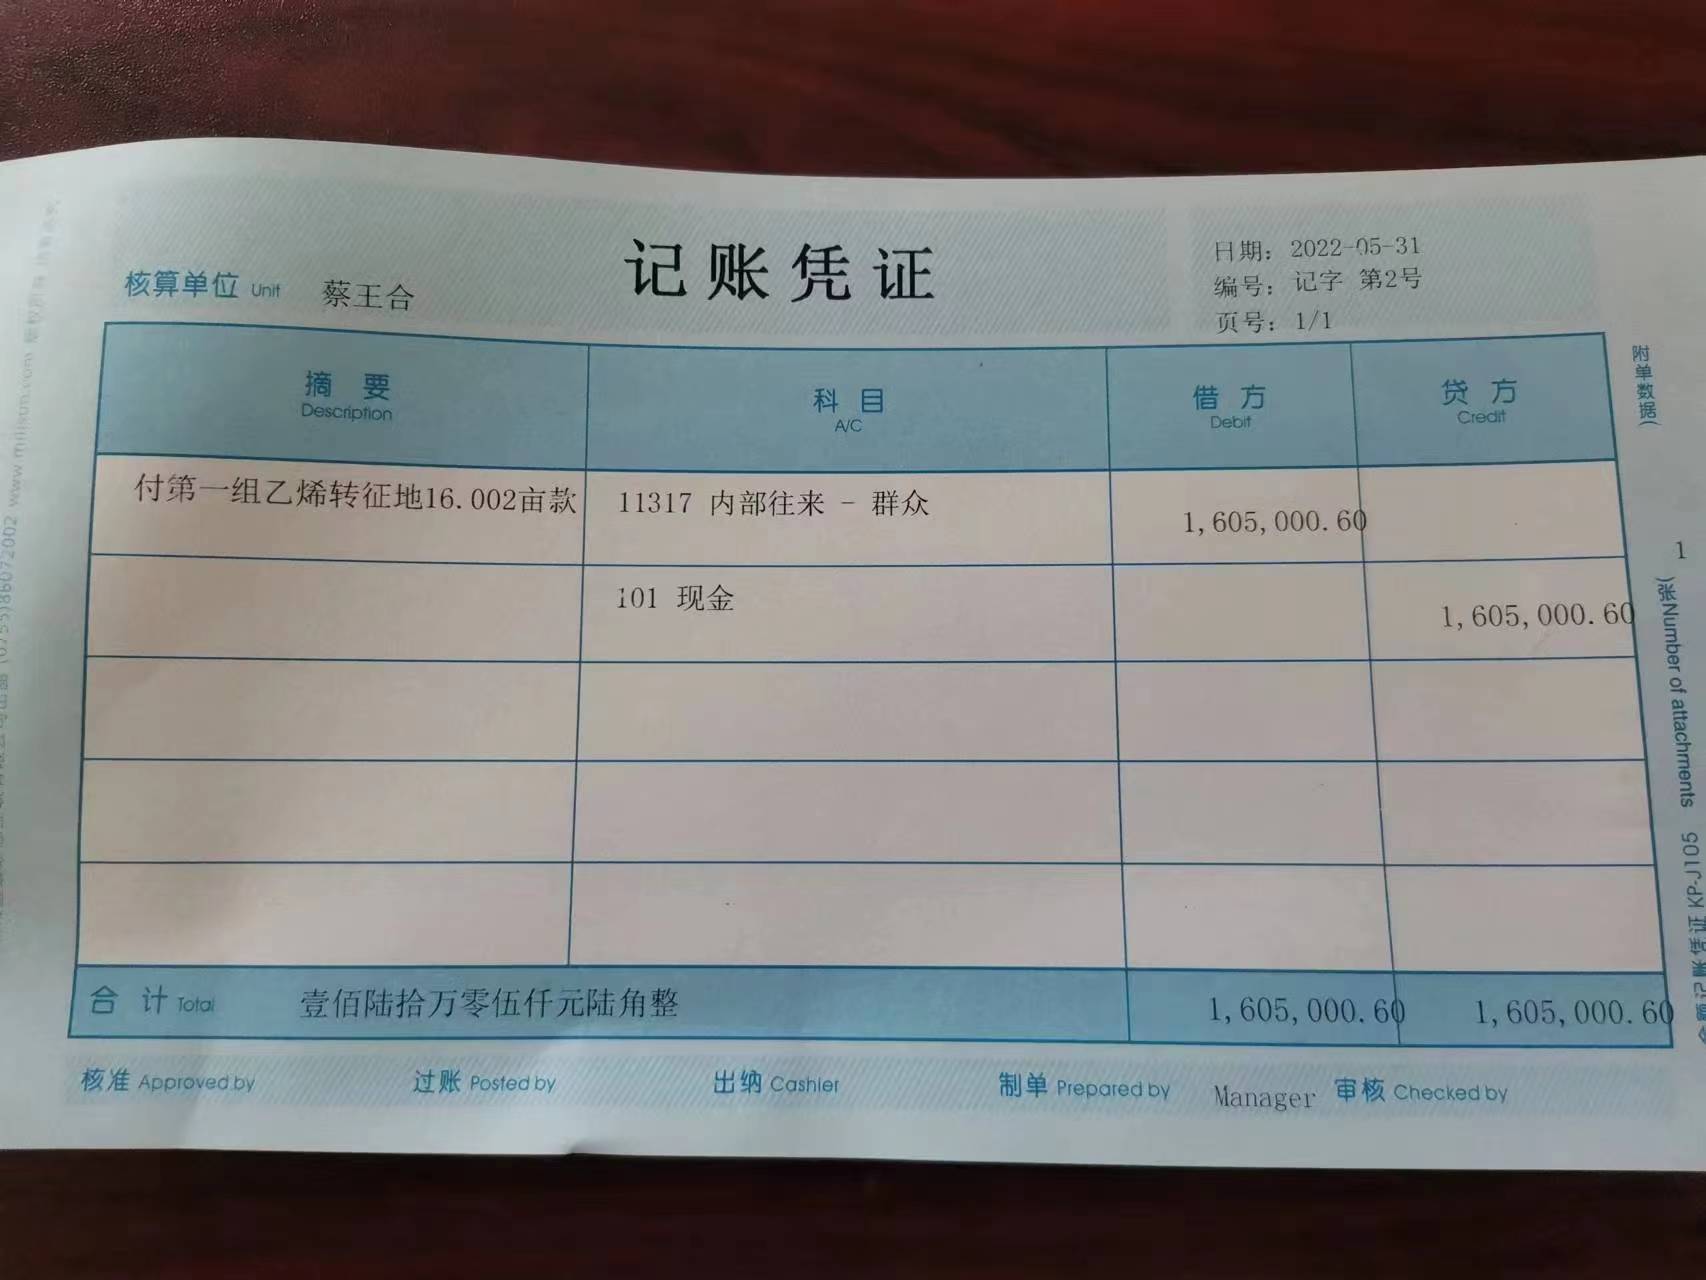 记账凭证
核算单位 Unit 蔡王合
日期：2022-05-31
编号：记字 第2号
页号：1/1
摘要 科目 借方 贷方
Description A/C Debit Credit
付第一组乙烯转征地16.002亩款 11317 内部往来 - 群众 1,605,000.60
101 现金 1,605,000.60
合计 Total 壹佰陆拾万零伍仟元陆角整 1,605,000.60 1,605,000.60
核准 Approved by 过账 Posted by 出纳 Cashier 制单 Prepared by Manager 审核 Checked by
附单数据( 1 )张 Number of attachments
KP-J105
(0755)86072002 www.